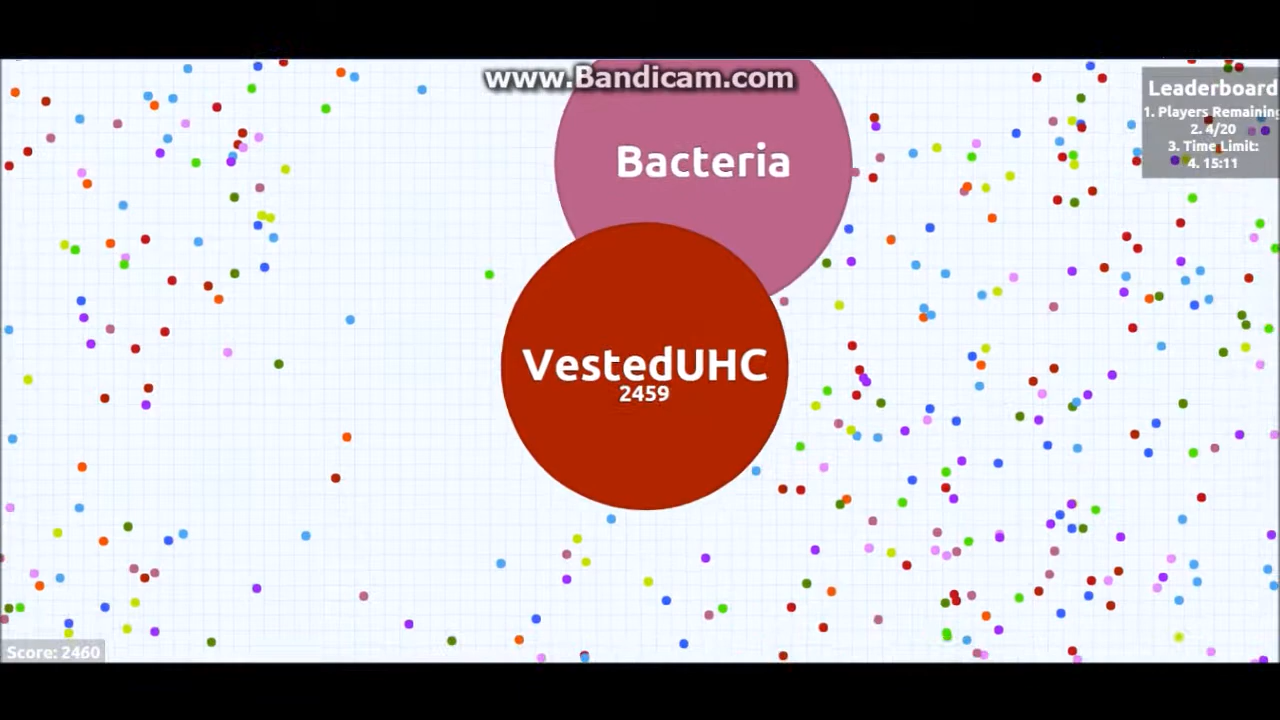 www.Bandicam.com
Leaderboard
1. Players Remaining
2. 4/20
3. Time Limit:
4. 15:11
Bacteria
VestedUHC
2459
Score: 2460